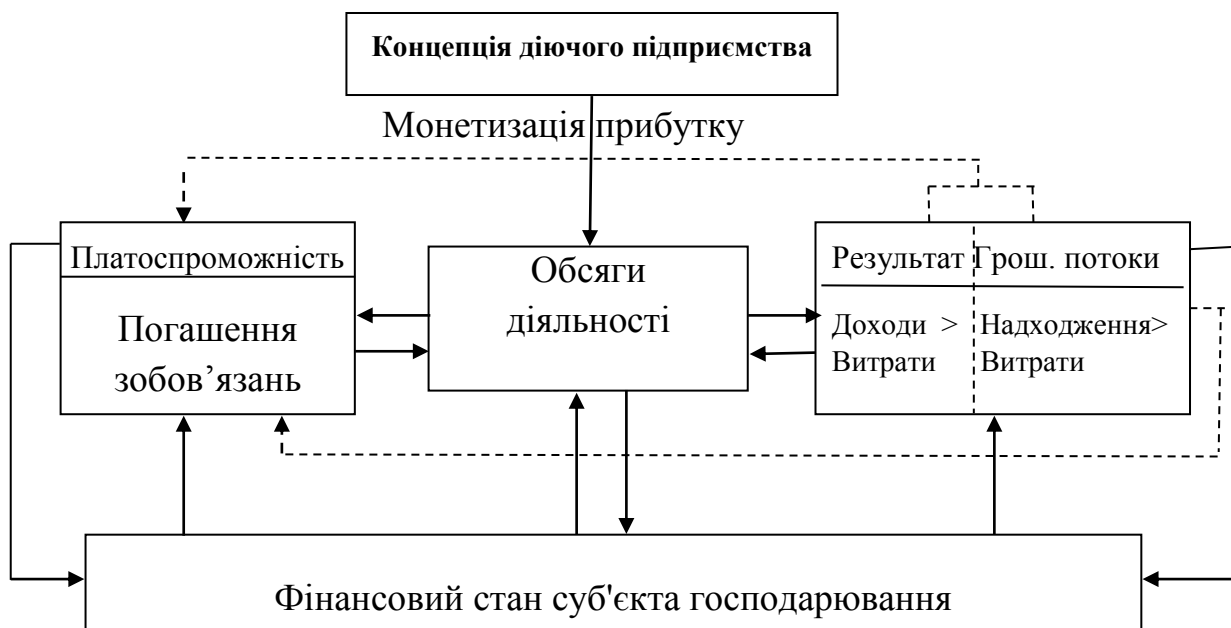 Концепція діючого підприємства
Монетизація прибутку
Платоспроможність
Погашення
зобов’язань
Обсяги
діяльності
Результат Грош. потоки
Доходи >
Витрати
Надходження>
Витрати
Фінансовий стан суб'єкта господарювання